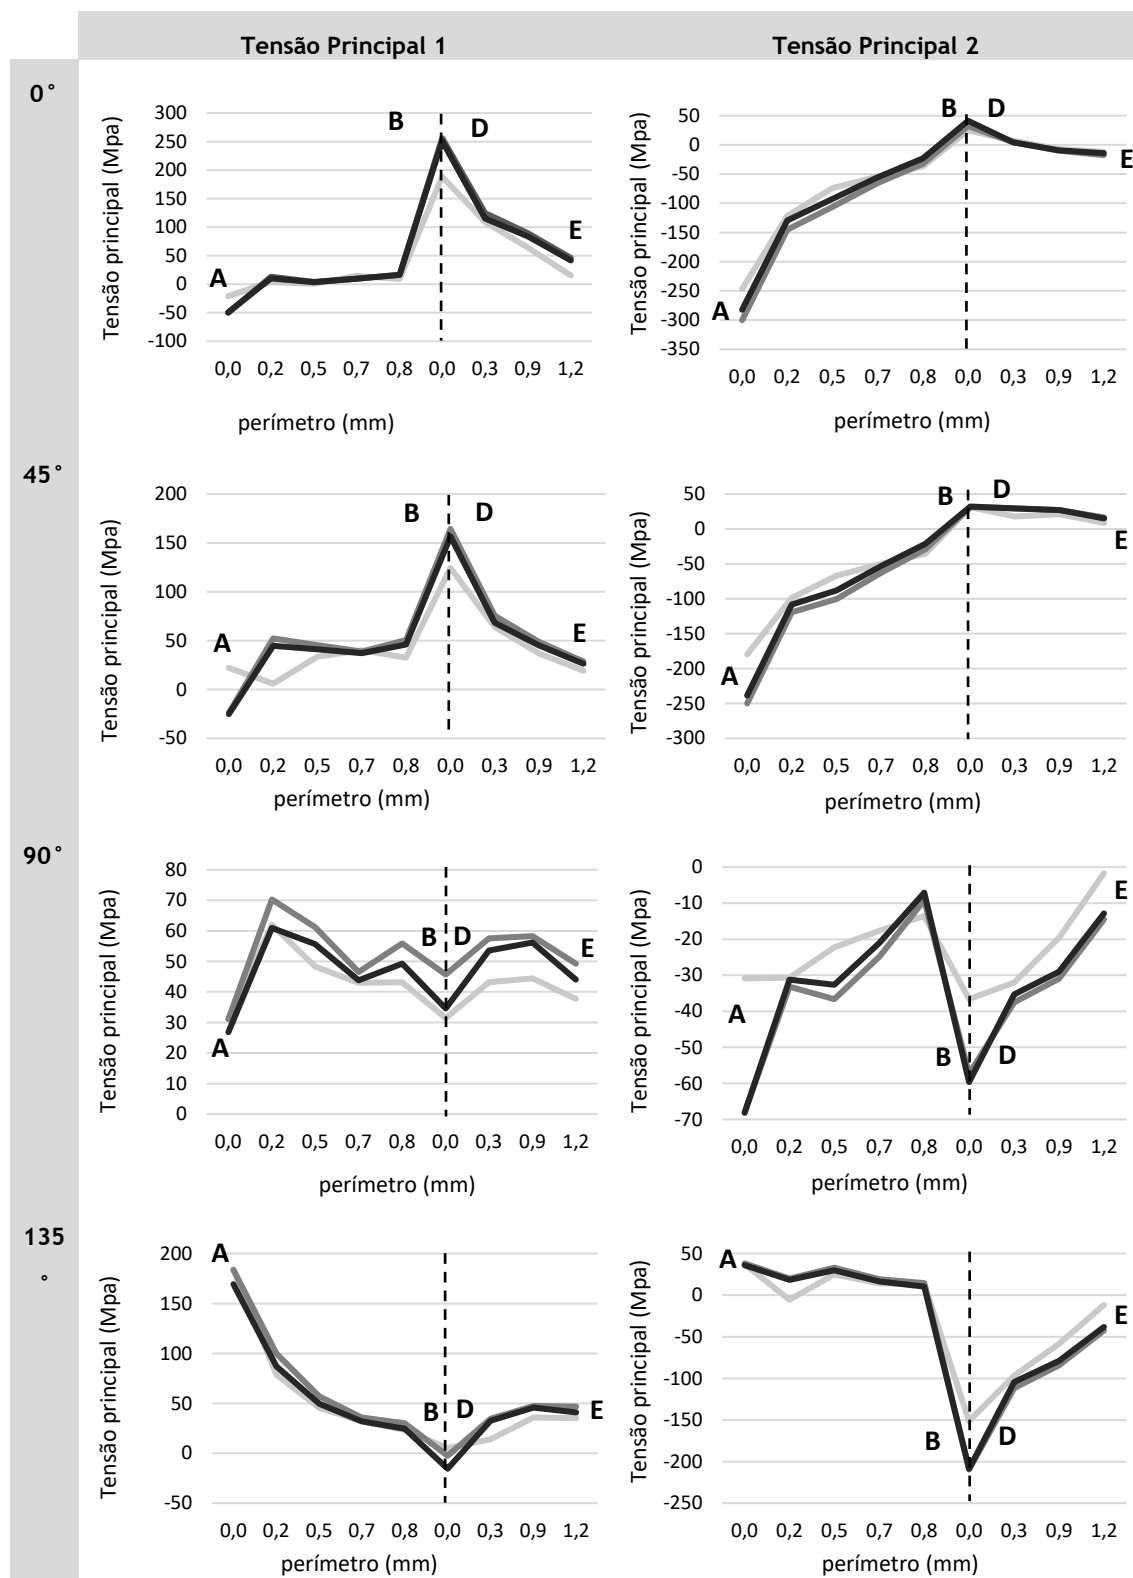 Tensão Principal 1
Tensão Principal 2
0°
Tensão principal (Mpa)
300
250
200
150
100
50
0
-50
-100
A
B
D
E
0,0 0,2 0,5 0,7 0,8 0,0 0,3 0,9 1,2
perímetro (mm)
Tensão principal (Mpa)
50
0
-50
-100
-150
-200
-250
-300
-350
A
B
D
E
0,0 0,2 0,5 0,7 0,8 0,0 0,3 0,9 1,2
perímetro (mm)
45°
Tensão principal (Mpa)
200
150
100
50
0
-50
A
B
D
E
0,0 0,2 0,5 0,7 0,8 0,0 0,3 0,9 1,2
perímetro (mm)
Tensão principal (Mpa)
50
0
-50
-100
-150
-200
-250
-300
A
B
D
E
0,0 0,2 0,5 0,7 0,8 0,0 0,3 0,9 1,2
perímetro (mm)
90°
Tensão principal (Mpa)
80
70
60
50
40
30
20
10
0
A
B
D
E
0,0 0,2 0,5 0,7 0,8 0,0 0,3 0,9 1,2
perímetro (mm)
Tensão principal (Mpa)
0
-10
-20
-30
-40
-50
-60
-70
A
B
D
E
0,0 0,2 0,5 0,7 0,8 0,0 0,3 0,9 1,2
perímetro (mm)
135
°
Tensão principal (Mpa)
200
150
100
50
0
-50
A
B
D
E
0,0 0,2 0,5 0,7 0,8 0,0 0,3 0,9 1,2
perímetro (mm)
Tensão principal (Mpa)
50
0
-50
-100
-150
-200
-250
A
B
D
E
0,0 0,2 0,5 0,7 0,8 0,0 0,3 0,9 1,2
perímetro (mm)